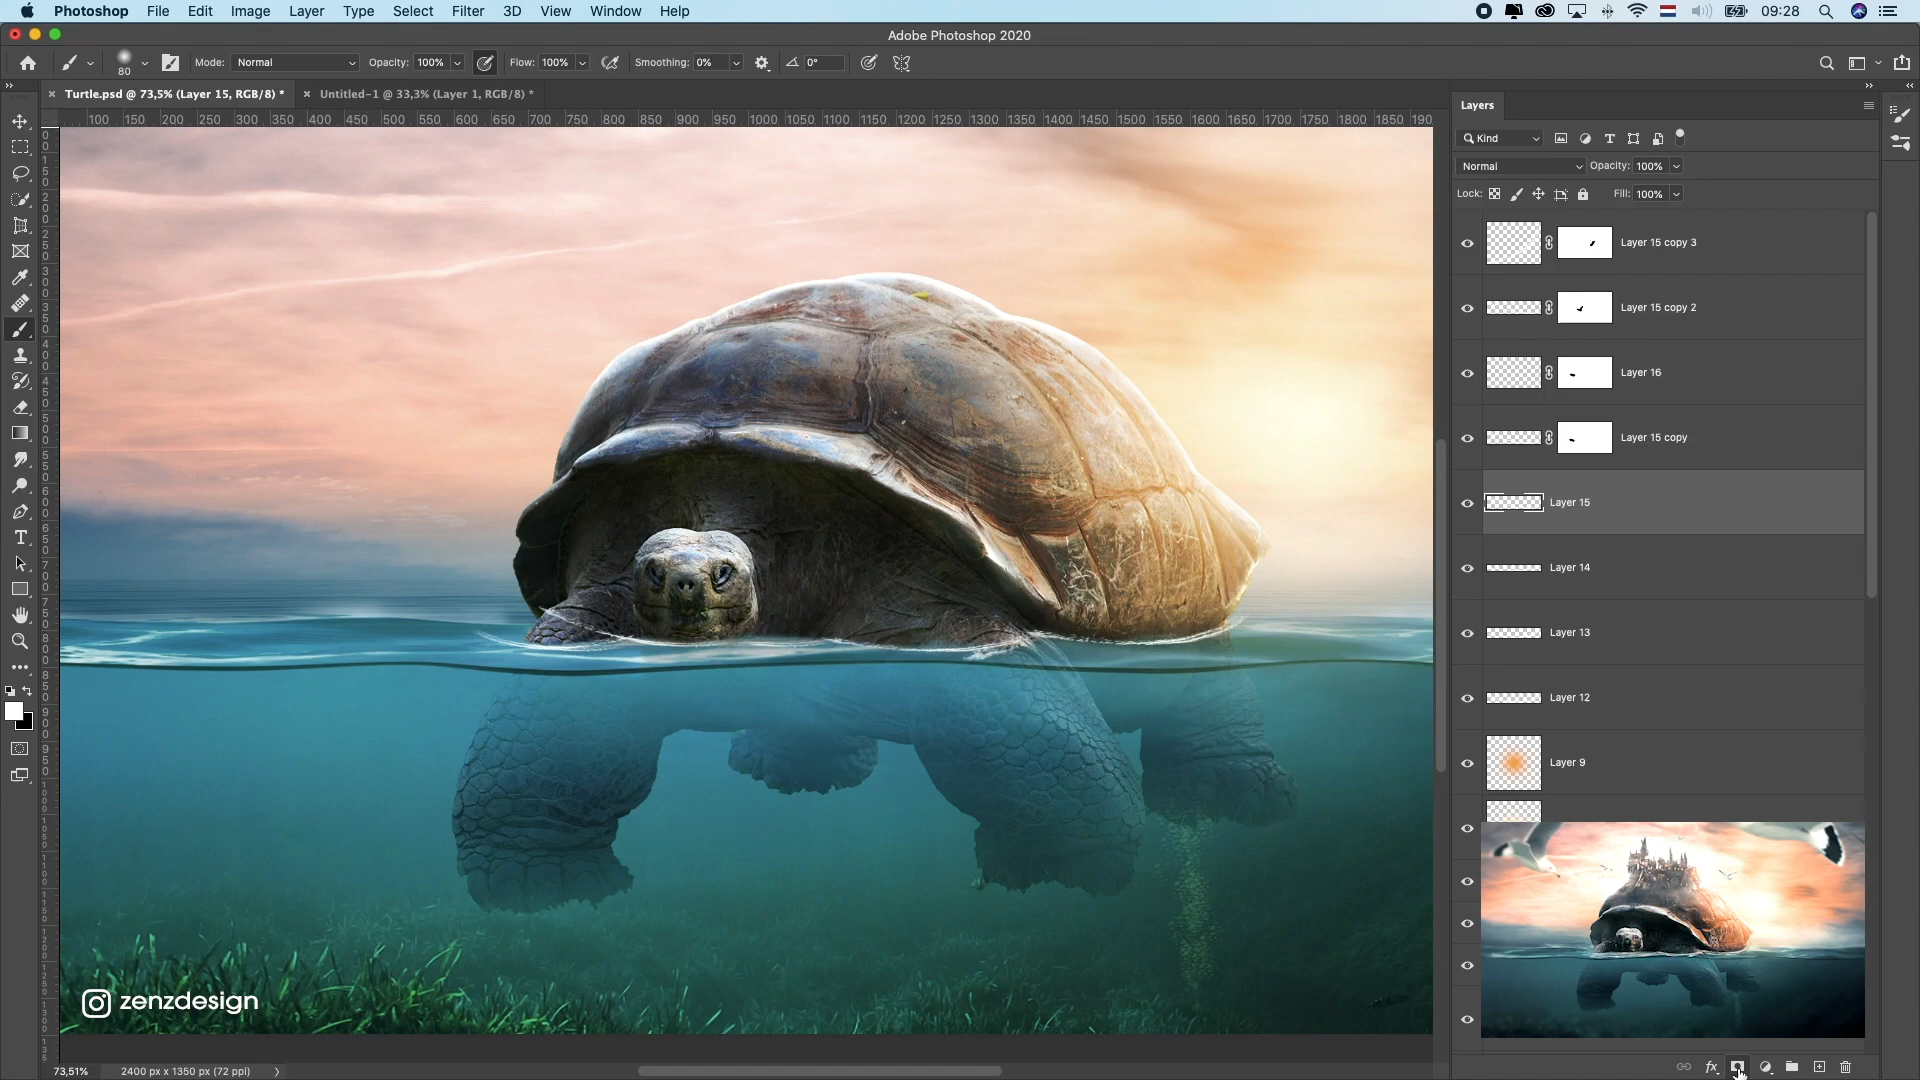 Photoshop File Edit Image Layer Type Select Filter 3D View Window Help 09:28
Adobe Photoshop 2020
80 Mode: Normal Opacity: 100% Flow: 100% Smoothing: 0% 0°
Turtle.psd @ 73,5% (Layer 15, RGB/8) * Untitled-1 @ 33,3% (Layer 1, RGB/8) *
100 150 200 250 300 350 400 450 500 550 600 650 700 750 800 850 900 950 1000 1050 1100 1150 1200 1250 1300 1350 1400 1450 1500 1550 1600 1650 1700 1750 1800 1850 190
Layers
Kind
Normal Opacity: 100%
Lock: Fill: 100%
Layer 15 copy 3
Layer 15 copy 2
Layer 16
Layer 15 copy
Layer 15
Layer 14
Layer 13
Layer 12
Layer 9
zenzdesign
73,51% 2400 px x 1350 px (72 ppi)
fx